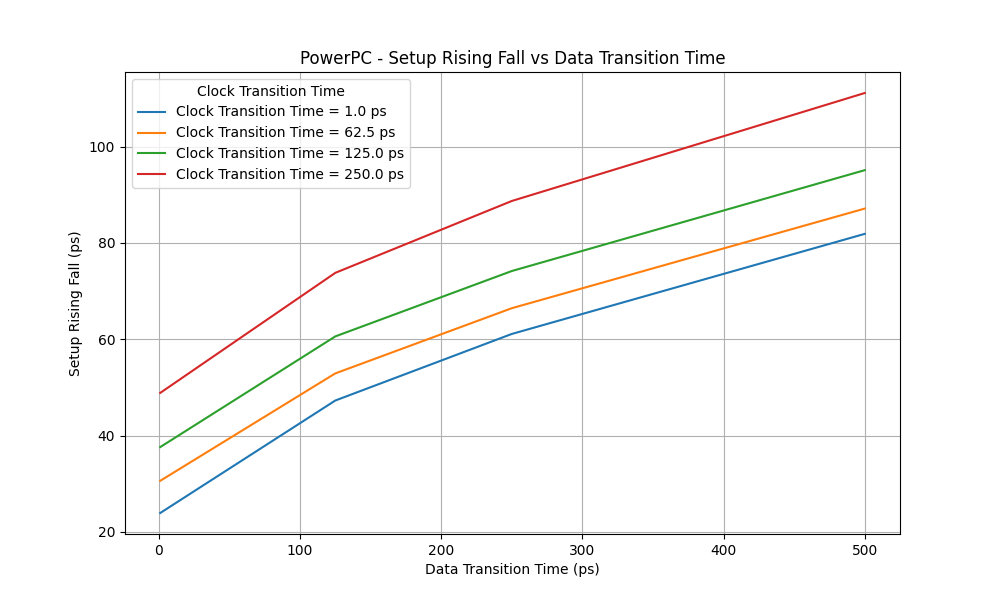 PowerPC - Setup Rising Fall vs Data Transition Time
Clock Transition Time
Clock Transition Time = 1.0 ps
Clock Transition Time = 62.5 ps
Clock Transition Time = 125.0 ps
Clock Transition Time = 250.0 ps
Setup Rising Fall (ps)
100
80
60
40
20
0 100 200 300 400 500
Data Transition Time (ps)